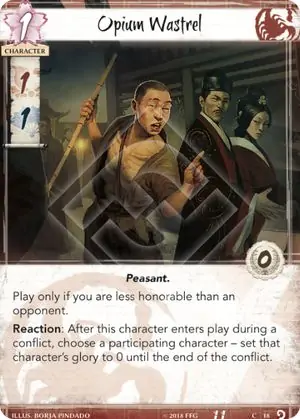 1
Opium Wastrel
CHARACTER
1
1
0
Peasant.
Play only if you are less honorable than an
opponent.
Reaction: After this character enters play during a
conflict, choose a participating character – set that
character's glory to 0 until the end of the conflict.
ILLUS. BORJA PINDADO
© 2018 FFG
11
C 18